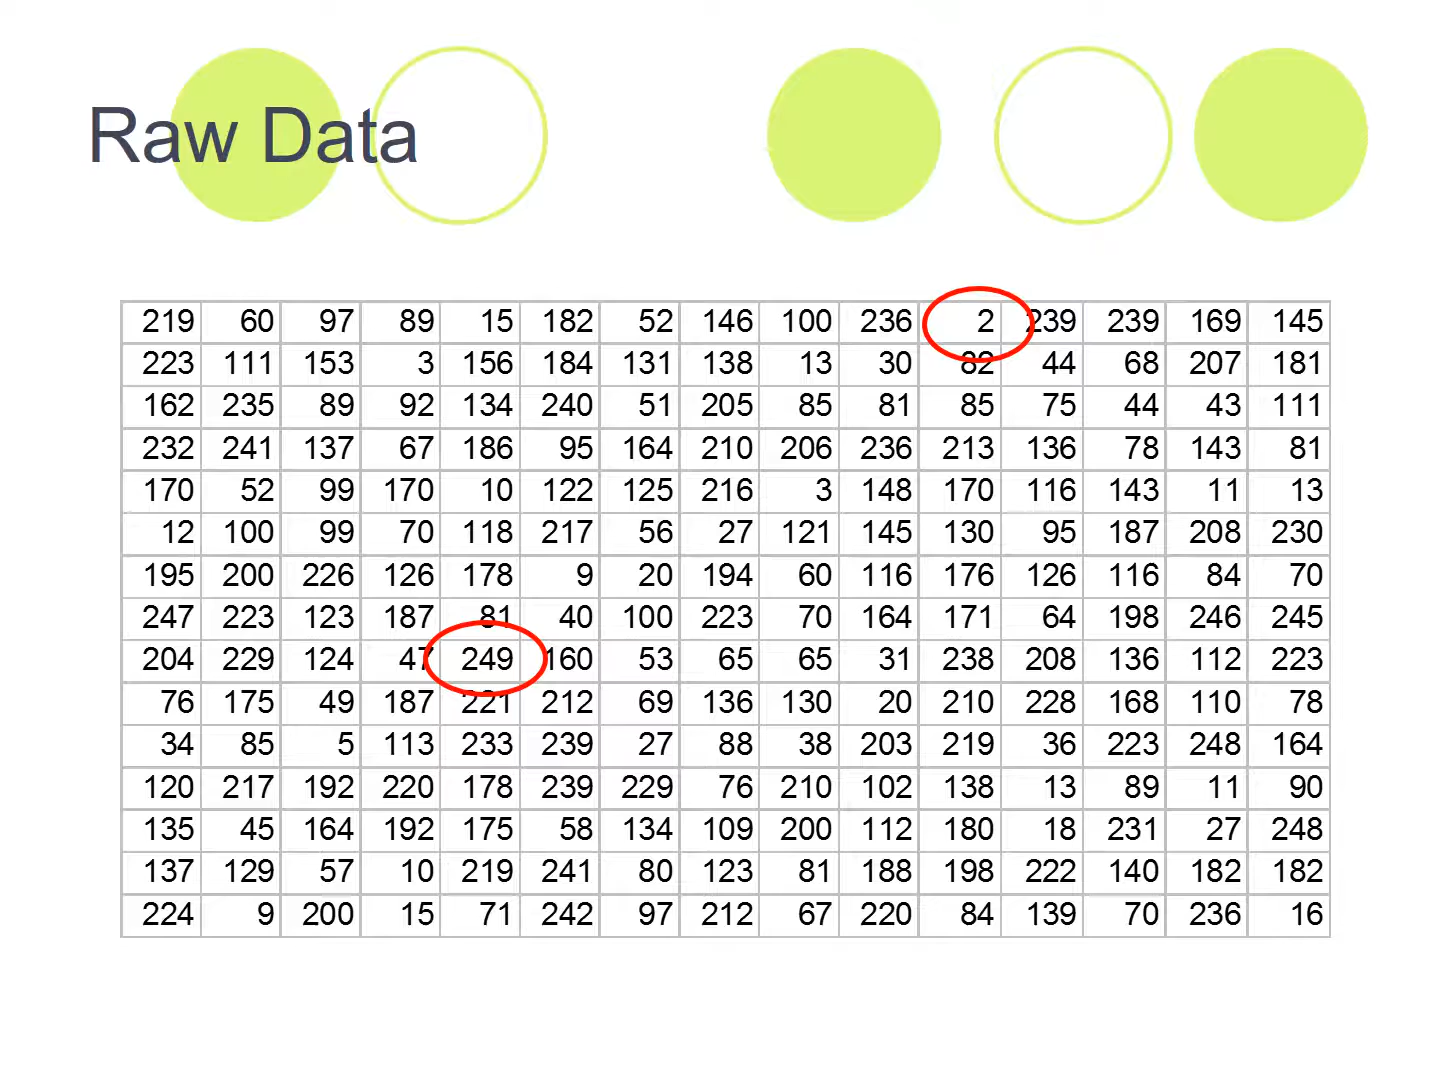 Raw Data
219 60 97 89 15 182 52 146 100 236 2 239 239 169 145
223 111 153 3 156 184 131 138 13 30 82 44 68 207 181
162 235 89 92 134 240 51 205 85 81 85 75 44 43 111
232 241 137 67 186 95 164 210 206 236 213 136 78 143 81
170 52 99 170 10 122 125 216 3 148 170 116 143 11 13
12 100 99 70 118 217 56 27 121 145 130 95 187 208 230
195 200 226 126 178 9 20 194 60 116 176 126 116 84 70
247 223 123 187 81 40 100 223 70 164 171 64 198 246 245
204 229 124 47 249 160 53 65 65 31 238 208 136 112 223
76 175 49 187 221 212 69 136 130 20 210 228 168 110 78
34 85 5 113 233 239 27 88 38 203 219 36 223 248 164
120 217 192 220 178 239 229 76 210 102 138 13 89 11 90
135 45 164 192 175 58 134 109 200 112 180 18 231 27 248
137 129 57 10 219 241 80 123 81 188 198 222 140 182 182
224 9 200 15 71 242 97 212 67 220 84 139 70 236 16